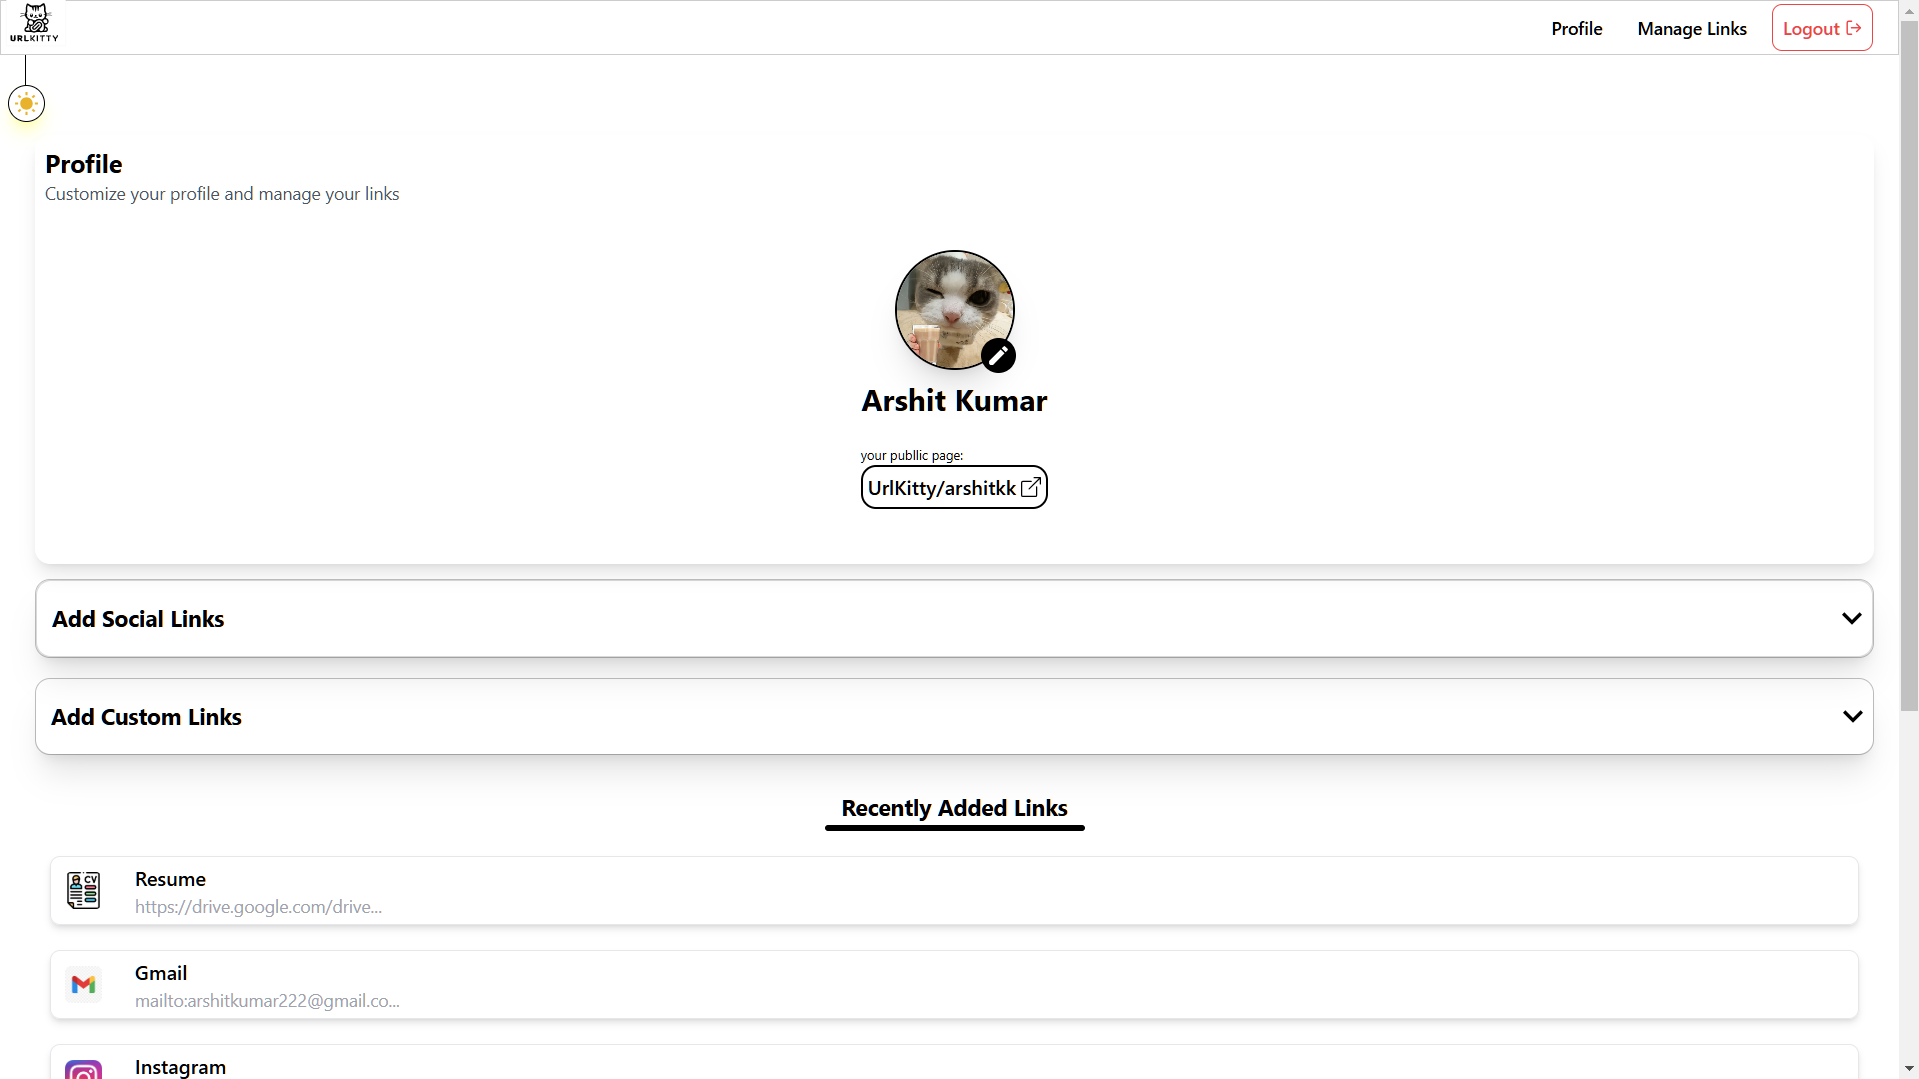 URLKITTY
Profile
Manage Links
Logout
Profile
Customize your profile and manage your links
Arshit Kumar
your publlic page:
UrlKitty/arshitkk
Add Social Links
Add Custom Links
Recently Added Links
CV
Resume
https://drive.google.com/drive...
Gmail
mailto:arshitkumar222@gmail.co...
Instagram